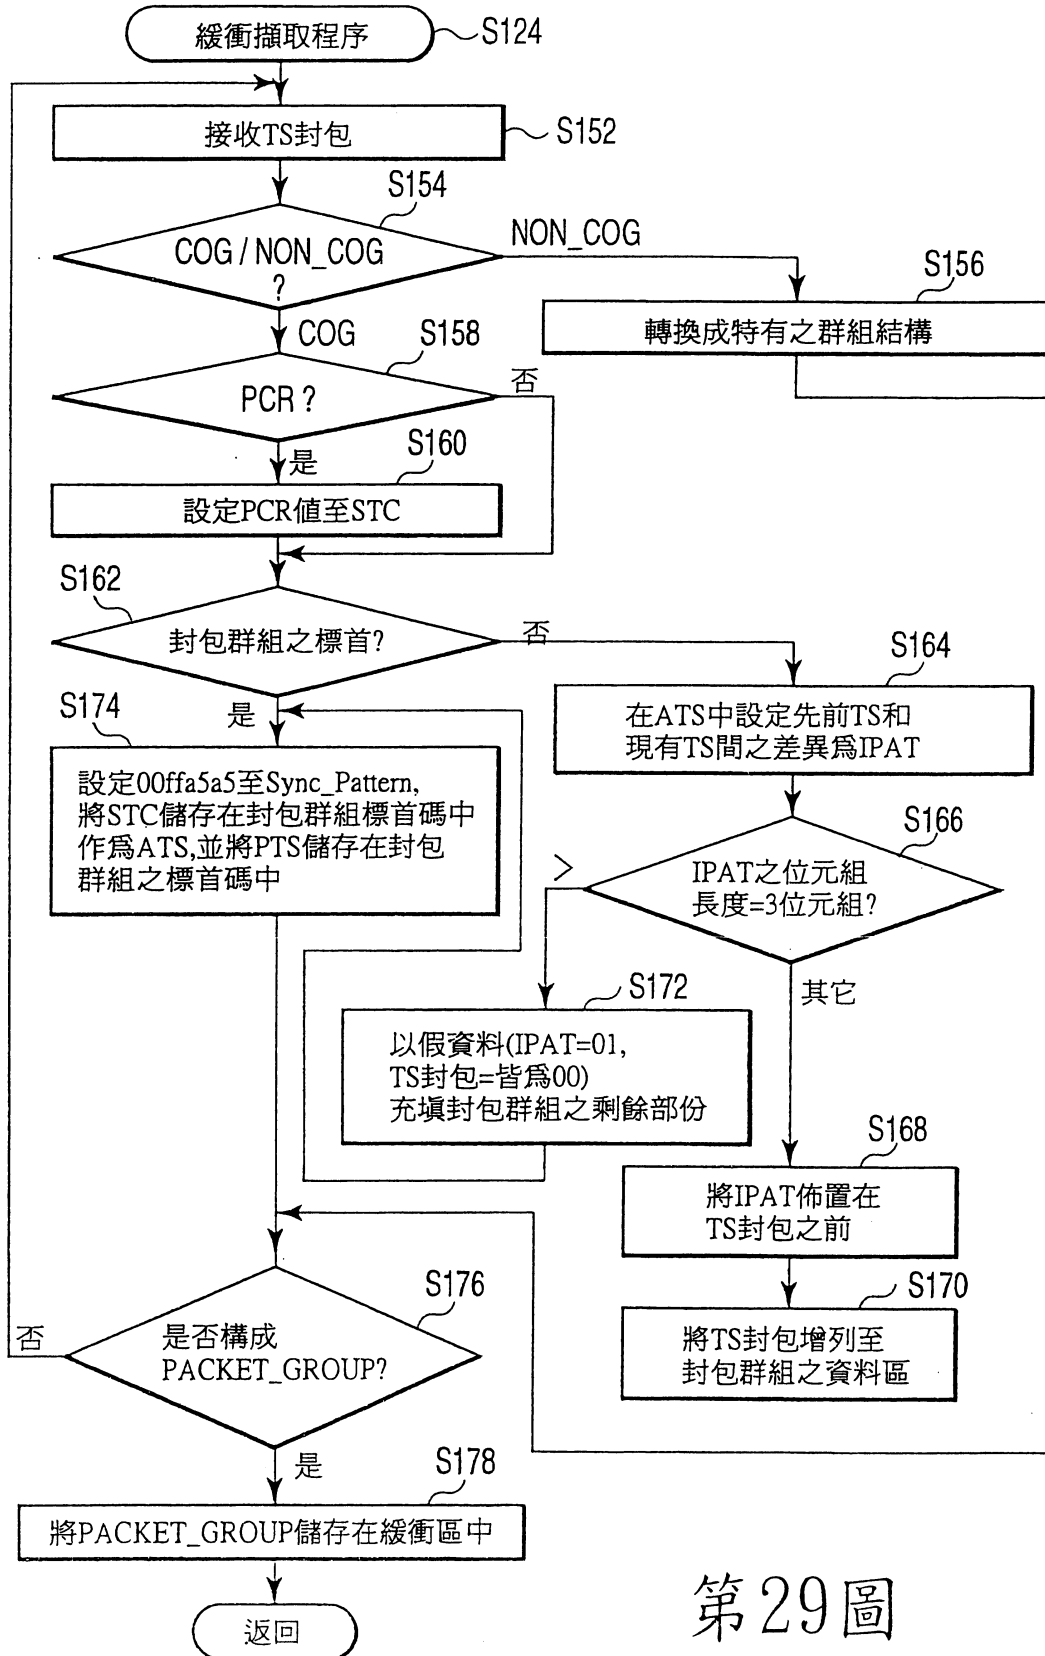 緩衝擷取程序
S124
接收TS封包
S152
S154
COG / NON_COG
?
NON_COG
S156
轉換成特有之群組結構
COG
S158
PCR ?
否
是
S160
設定PCR値至STC
S162
封包群組之標首?
否
S164
在ATS中設定先前TS和
現有TS間之差異爲IPAT
S174
是
設定00ffa5a5至Sync_Pattern,
將STC儲存在封包群組標首碼中
作爲ATS,並將PTS儲存在封包
群組之標首碼中
S166
>
IPAT之位元組
長度=3位元組?
其它
S172
以假資料(IPAT=01,
TS封包=皆爲00)
充塡封包群組之剩餘部份
S168
將IPAT佈置在
TS封包之前
S170
將TS封包增列至
封包群組之資料區
S176
否
是否構成
PACKET_GROUP?
是
S178
將PACKET_GROUP儲存在緩衝區中
返回
第29圖